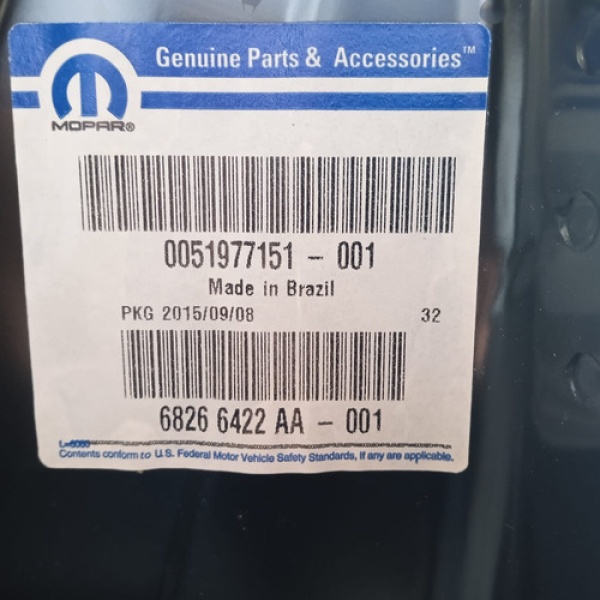 Genuine Parts & Accessories™
MOPAR®
0051977151 - 001
Made in Brazil
PKG 2015/09/08 32
6826 6422 AA - 001
L-5060
Contents conform to U.S. Federal Motor Vehicle Safety Standards, If any are applicable.